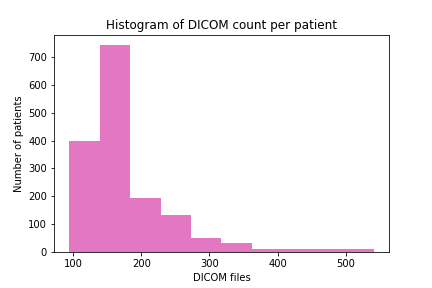 Histogram of DICOM count per patient
Number of patients
700
600
500
400
300
200
100
0
100 200 300 400 500
DICOM files